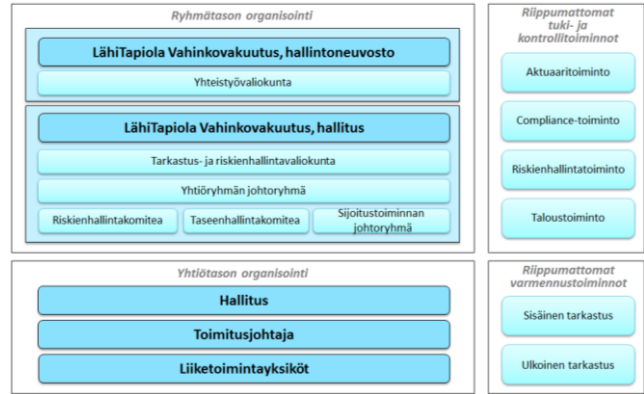 Ryhmätason organisointi
LähiTapiola Vahinkovakuutus, hallintoneuvosto
Yhteistyövaliokunta
LähiTapiola Vahinkovakuutus, hallitus
Tarkastus- ja riskienhallintavaliokunta
Yhtiöryhmän johtoryhmä
Riskienhallintakomitea
Taseenhallintakomitea
Sijoitustoiminnan
johtoryhmä
Riippumattomat
tuki- ja
kontrollitoiminnot
Aktuaaritoiminto
Compliance-toiminto
Riskienhallintatoiminto
Taloustoiminto
Yhtiötason organisointi
Hallitus
Toimitusjohtaja
Liiketoimintayksiköt
Riippumattomat
varmennustoiminnot
Sisäinen tarkastus
Ulkoinen tarkastus